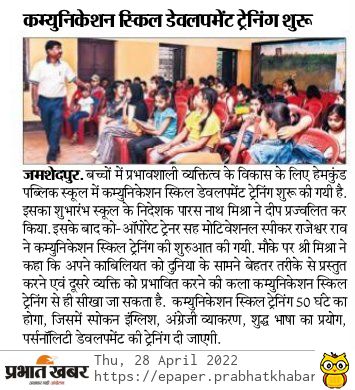 कम्युनिकेशन स्किल डेवलपमेंट ट्रेनिंग शुरू
जमशेदपुर. बच्चों में प्रभावशाली व्यक्तित्व के विकास के लिए हेमकुंड
पब्लिक स्कूल में कम्युनिकेशन स्किल डेवलपमेंट ट्रेनिंग शुरू की गयी है.
इसका शुभारंभ स्कूल के निदेशक पारस नाथ मिश्रा ने दीप प्रज्वलित कर
किया. इसके बाद को-ऑपोरेट ट्रेनर सह मोटिवेशनल स्पीकर राजेश्वर राव
ने कम्युनिकेशन स्किल ट्रेनिंग की शुरुआत की गयी. मौके पर श्री मिश्रा ने
कहा कि अपने काबिलियत को दुनिया के सामने बेहतर तरीके से प्रस्तुत
करने एवं दूसरे व्यक्ति को प्रभावित करने की कला कम्युनिकेशन स्किल
ट्रेनिंग से ही सीखा जा सकता है. कम्युनिकेशन स्किल ट्रेनिंग 50 घंटे का
होगा, जिसमें स्पोकन इंग्लिश, अंग्रेजी व्याकरण, शुद्ध भाषा का प्रयोग,
पर्सनॉलिटी डेवलपमेंट की ट्रेनिंग दी जाएगी.
प्रभात खबर
Thu, 28 April 2022
https://epaper.prabhatkhabar